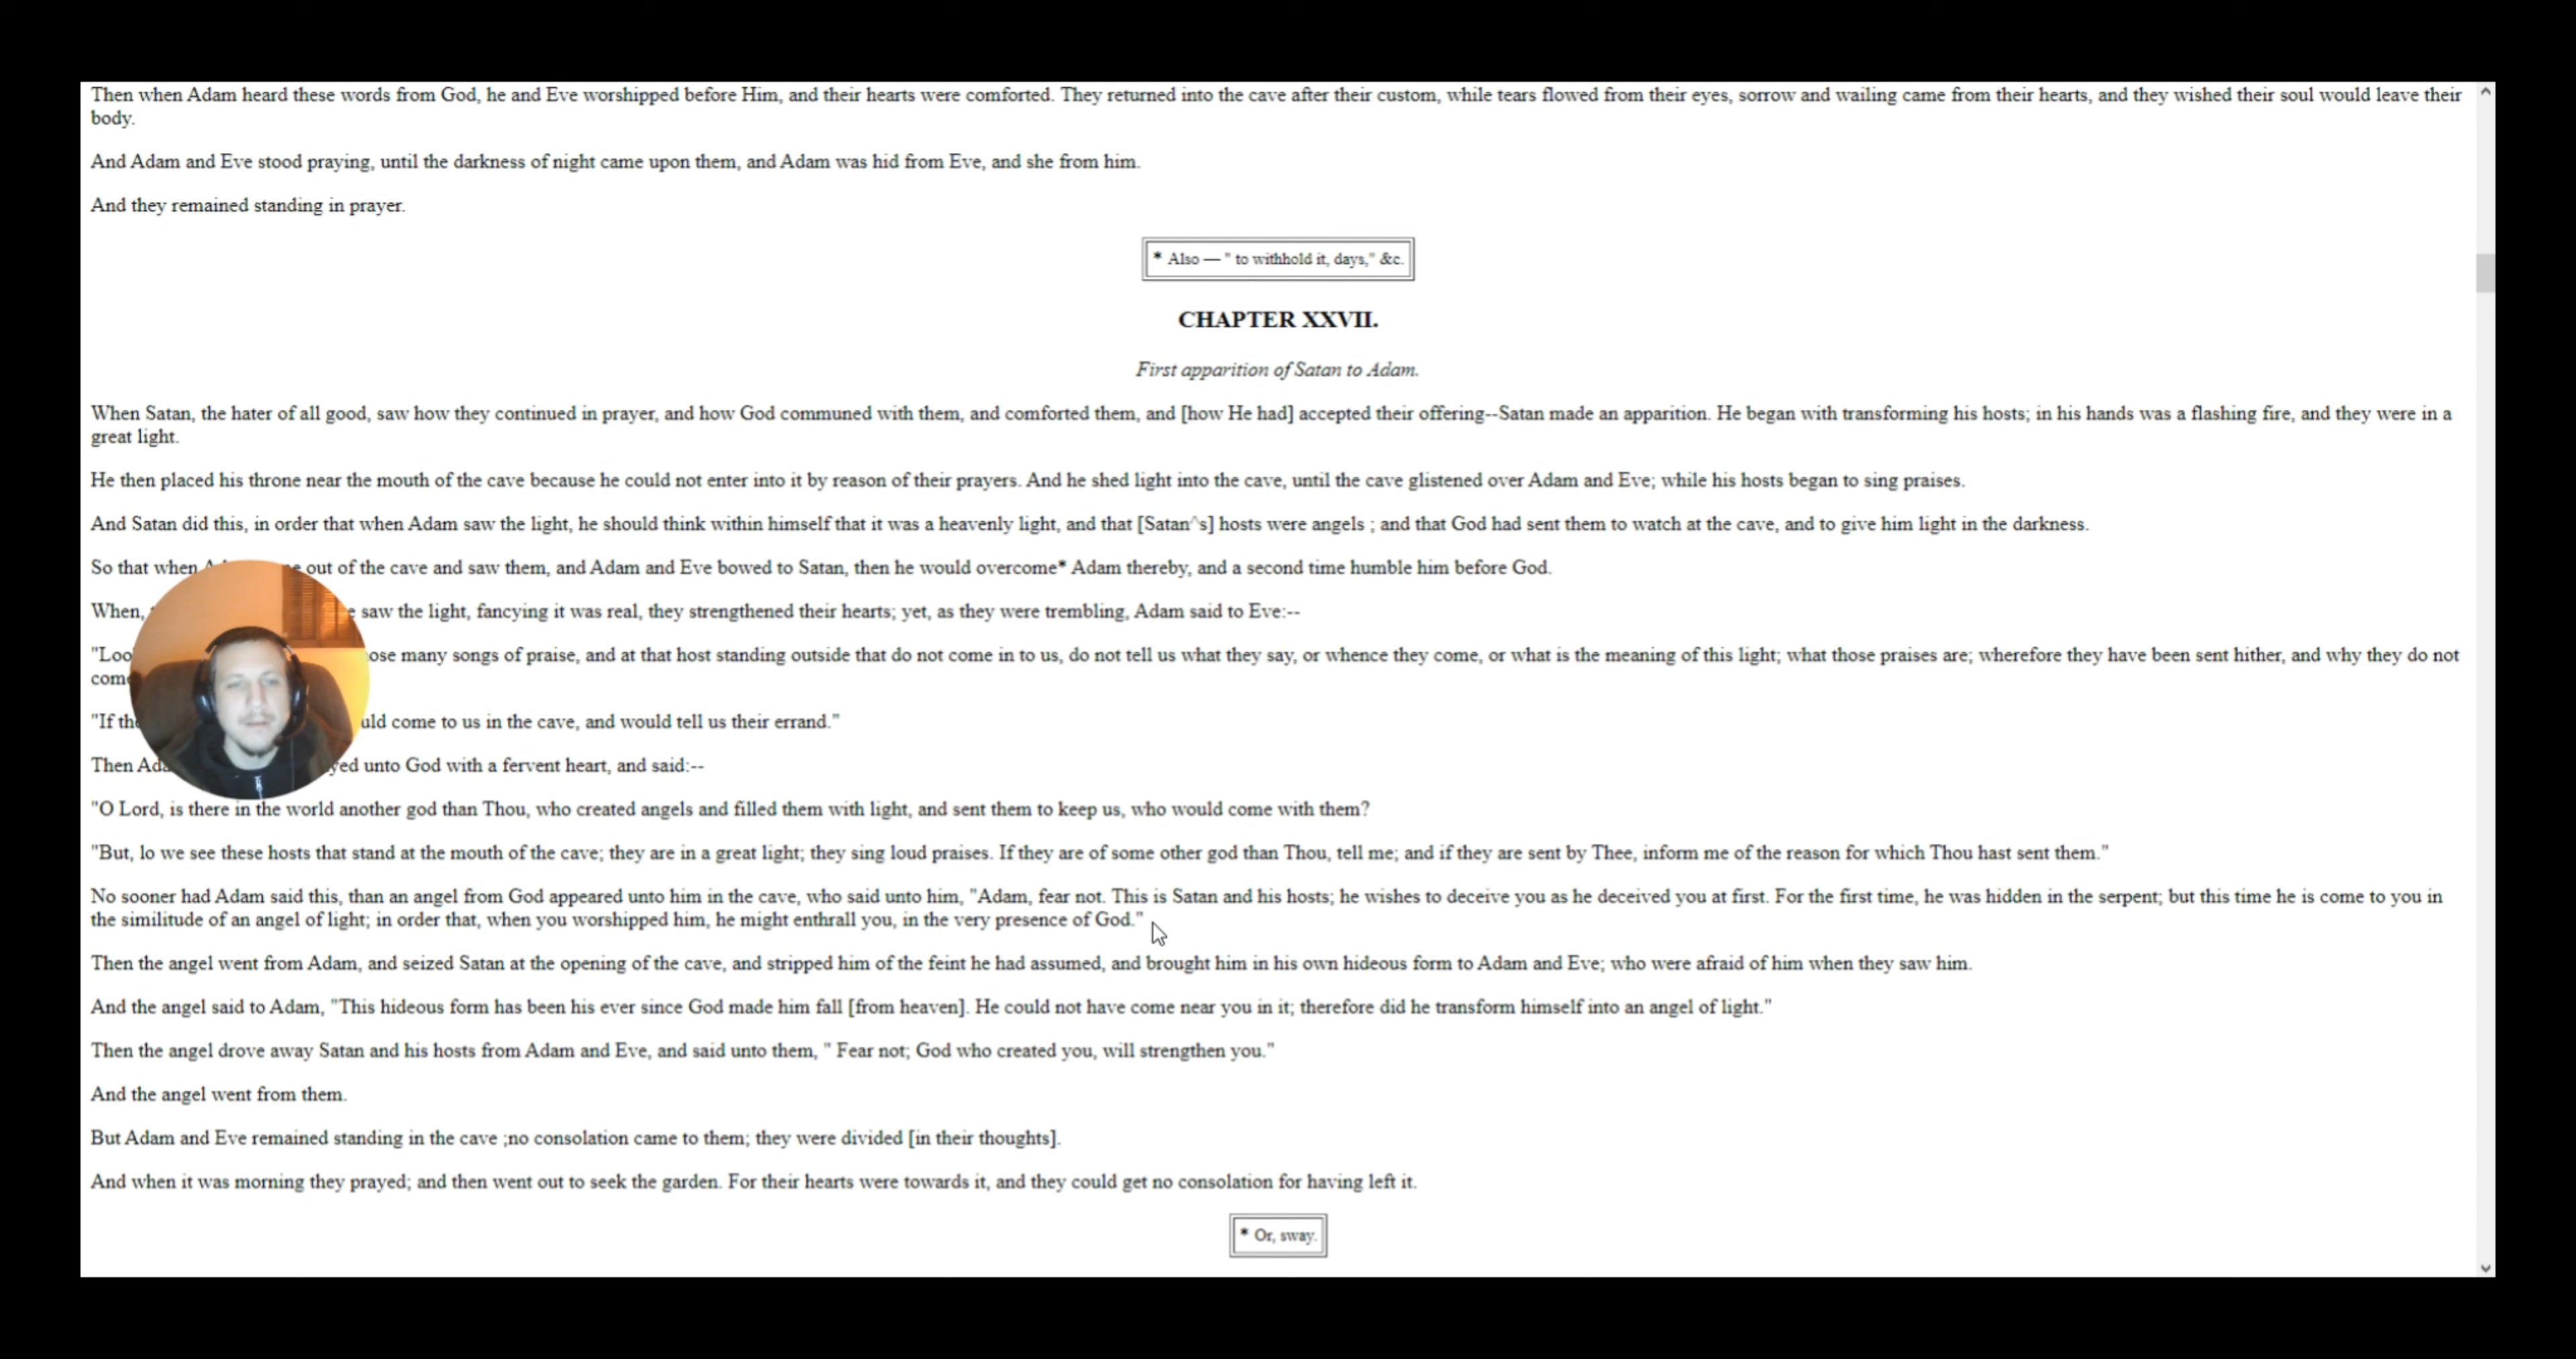 Then when Adam heard these words from God, he and Eve worshipped before Him, and their hearts were comforted. They returned into the cave after their custom, while tears flowed from their eyes, sorrow and wailing came from their hearts, and they wished their soul would leave their
body.
And Adam and Eve stood praying, until the darkness of night came upon them, and Adam was hid from Eve, and she from him.
And they remained standing in prayer.
* Also — " to withhold it, days," &c.
CHAPTER XXVII.
First apparition of Satan to Adam.
When Satan, the hater of all good, saw how they continued in prayer, and how God communed with them, and comforted them, and [how He had] accepted their offering--Satan made an apparition. He began with transforming his hosts; in his hands was a flashing fire, and they were in a
great light.
He then placed his throne near the mouth of the cave because he could not enter into it by reason of their prayers. And he shed light into the cave, until the cave glistened over Adam and Eve; while his hosts began to sing praises.
And Satan did this, in order that when Adam saw the light, he should think within himself that it was a heavenly light, and that [Satan^s] hosts were angels ; and that God had sent them to watch at the cave, and to give him light in the darkness.
So that when out of the cave and saw them, and Adam and Eve bowed to Satan, then he would overcome* Adam thereby, and a second time humble him before God.
When, saw the light, fancying it was real, they strengthened their hearts; yet, as they were trembling, Adam said to Eve:--
many songs of praise, and at that host standing outside that do not come in to us, do not tell us what they say, or whence they come, or what is the meaning of this light; what those praises are; wherefore they have been sent hither, and why they do not
"If come to us in the cave, and would tell us their errand."
Then unto God with a fervent heart, and said:--
"O Lord, is there in the world another god than Thou, who created angels and filled them with light, and sent them to keep us, who would come with them?
"But, lo we see these hosts that stand at the mouth of the cave; they are in a great light; they sing loud praises. If they are of some other god than Thou, tell me; and if they are sent by Thee, inform me of the reason for which Thou hast sent them."
No sooner had Adam said this, than an angel from God appeared unto him in the cave, who said unto him, "Adam, fear not. This is Satan and his hosts; he wishes to deceive you as he deceived you at first. For the first time, he was hidden in the serpent; but this time he is come to you in
the similitude of an angel of light; in order that, when you worshipped him, he might enthrall you, in the very presence of God."
Then the angel went from Adam, and seized Satan at the opening of the cave, and stripped him of the feint he had assumed, and brought him in his own hideous form to Adam and Eve; who were afraid of him when they saw him.
And the angel said to Adam, "This hideous form has been his ever since God made him fall [from heaven]. He could not have come near you in it; therefore did he transform himself into an angel of light."
Then the angel drove away Satan and his hosts from Adam and Eve, and said unto them, " Fear not; God who created you, will strengthen you."
And the angel went from them.
But Adam and Eve remained standing in the cave ;no consolation came to them; they were divided [in their thoughts].
And when it was morning they prayed; and then went out to seek the garden. For their hearts were towards it, and they could get no consolation for having left it.
* Or, sway.